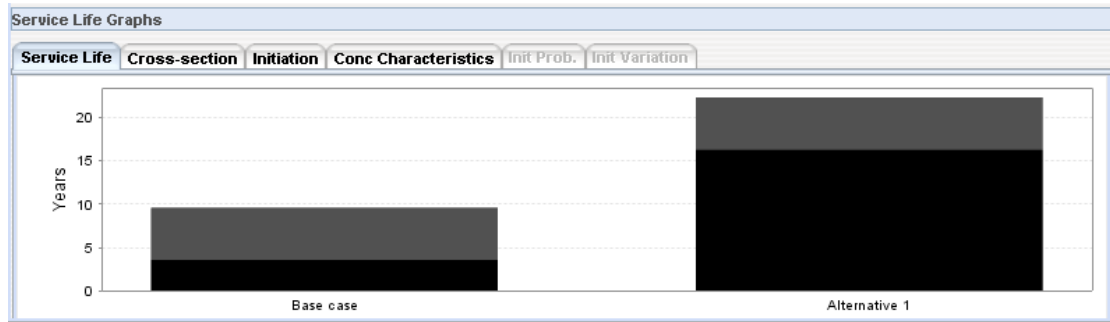 Service Life Graphs
Service Life Cross-section Initiation Conc Characteristics Init Prob. Init Variation
20
15
10
5
0
Years
Base case Alternative 1